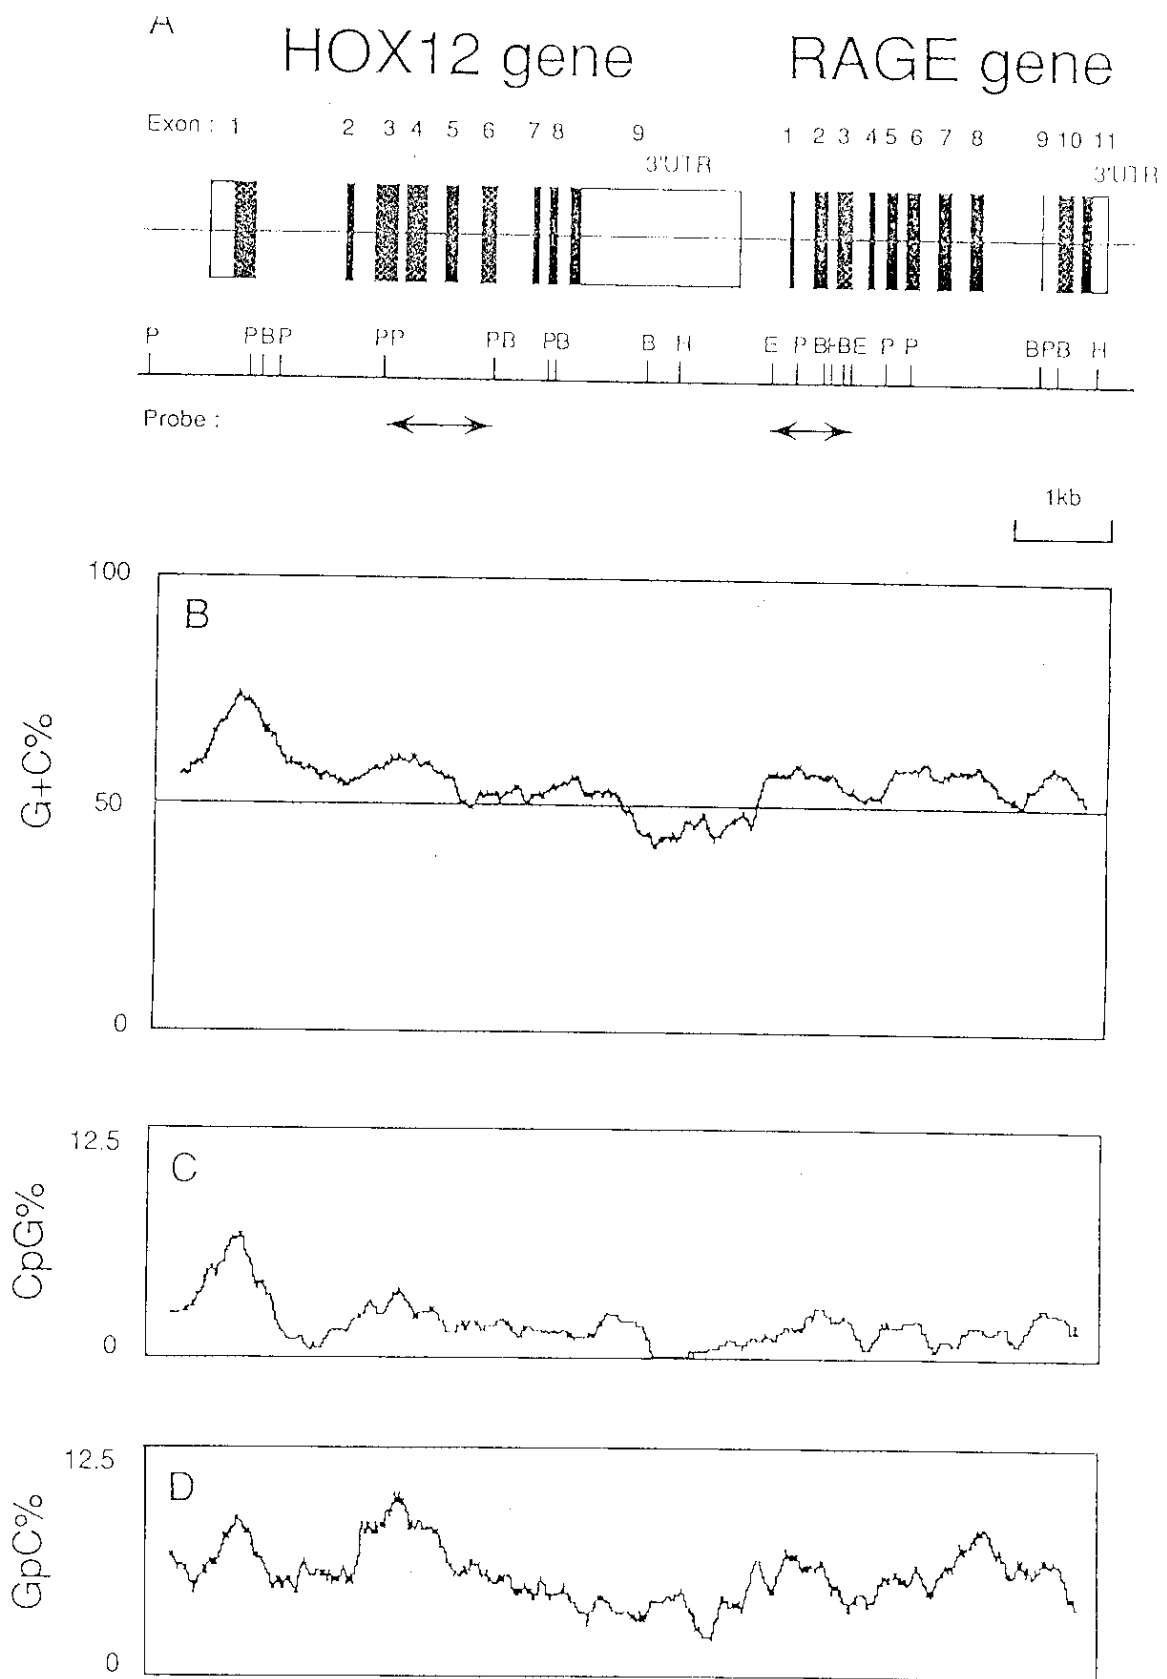 A
HOX12 gene RAGE gene
Exon : 1 2 3 4 5 6 7 8 9 1 2 3 4 5 6 7 8 9 10 11
3'UTR 3'UTR
P PBP PP PB PB B H E P B BE P P BPB H
Probe :
1kb
100
B
G+C%
50
0
12.5
C
CpG%
0
12.5
D
GpC%
0